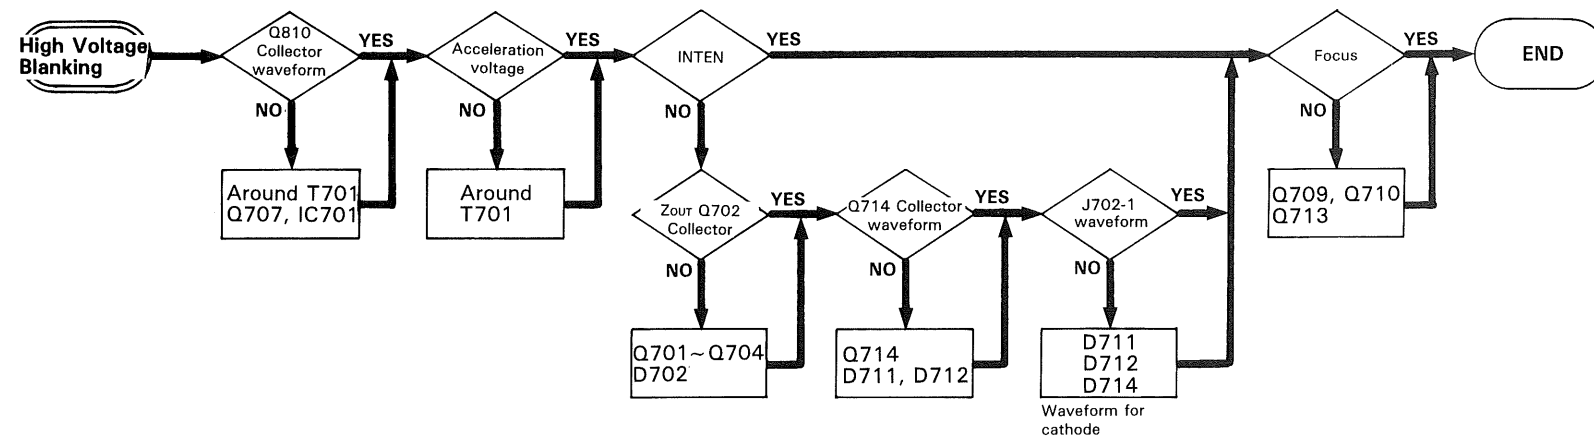 High Voltage
Blanking
Q810
Collector
waveform
YES
NO
Around T701
Q707, IC701
Acceleration
voltage
YES
NO
Around
T701
INTEN
YES
NO
ZOUT Q702
Collector
YES
NO
Q701~Q704
D702
Q714 Collector
waveform
YES
NO
Q714
D711, D712
J702-1
waveform
YES
NO
D711
D712
D714
Waveform for
cathode
Focus
YES
NO
Q709, Q710
Q713
END